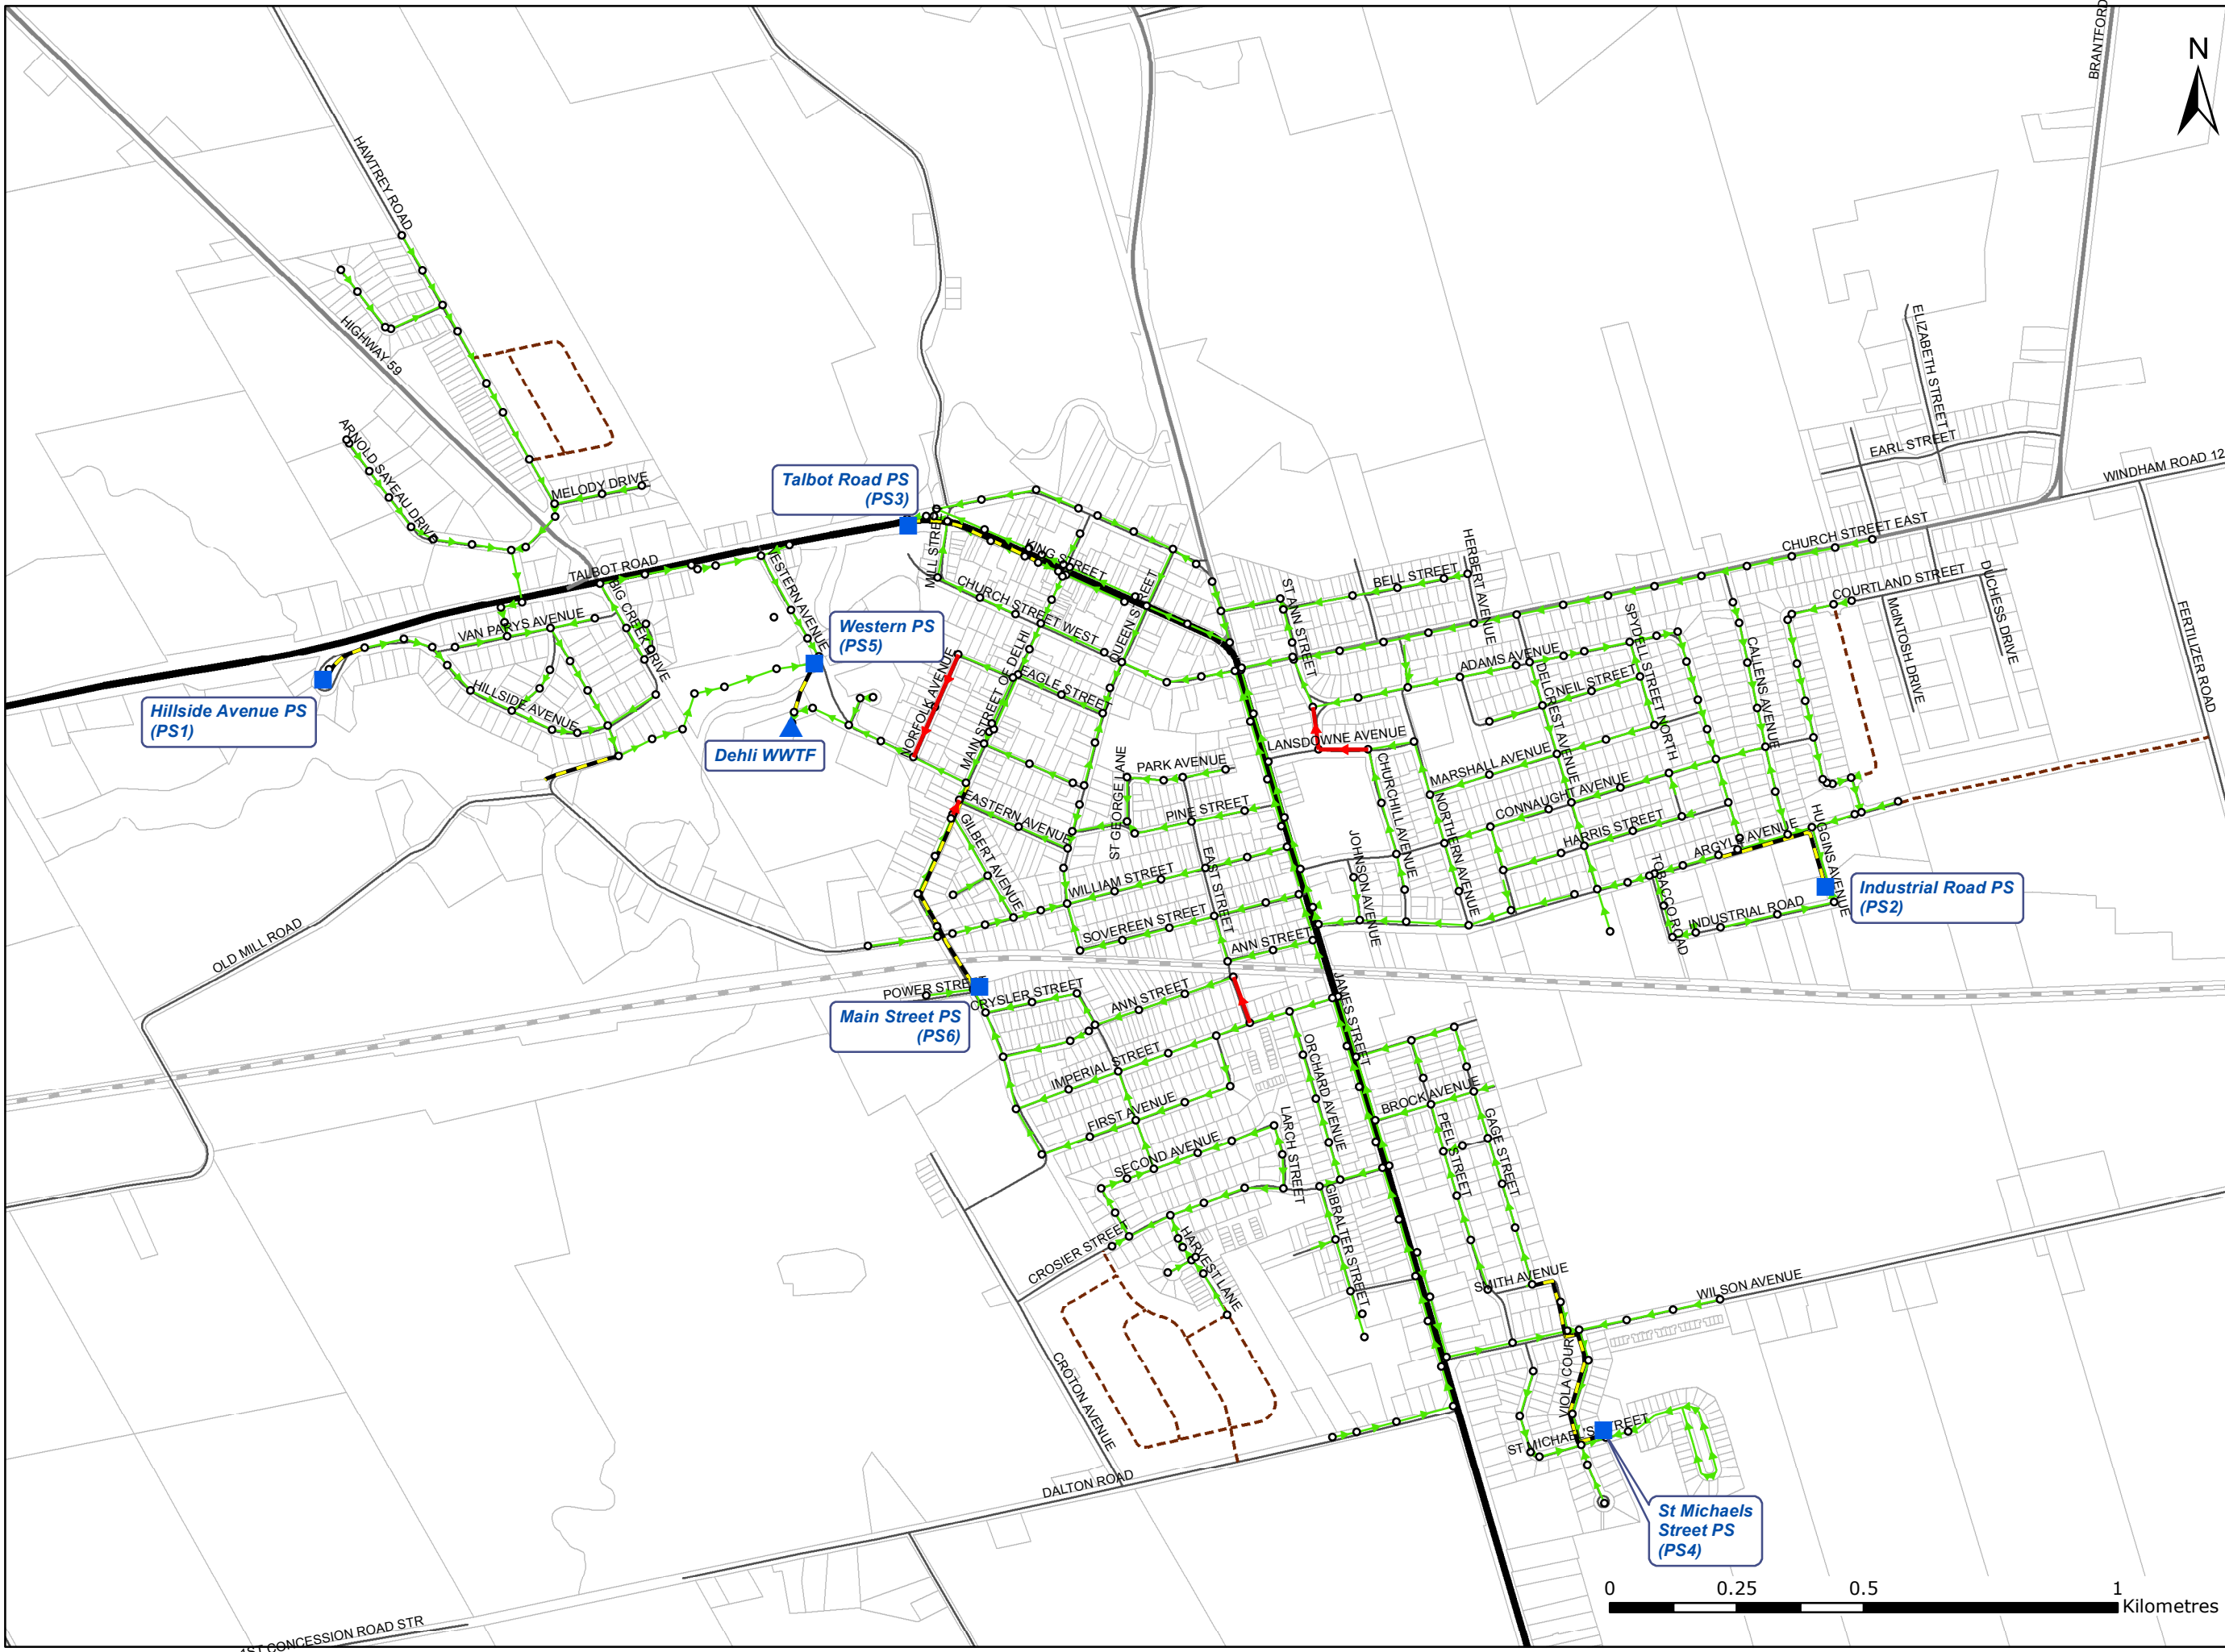 BRANTFORD
N
HAWTREY ROAD
HIGHWAY 59
ELIZABETH STREET
EARL STREET
WINDHAM ROAD 12
ARNOLD SAYEAU DRIVE
MELODY DRIVE
Talbot Road PS
(PS3)
CHURCH STREET EAST
TALBOT ROAD
WESTERN AVENUE
MILL STREET
KING STREET
ST ANN STREET
BELL STREET
HERBERT AVENUE
COURTLAND STREET
DUCHESS DRIVE
McINTOSH DRIVE
FERTILIZER ROAD
BIG CREEK DRIVE
VAN PARYS AVENUE
CHURCH STREET WEST
QUEEN STREET
Western PS
(PS5)
MAIN STREET OF DELHI
EAGLE STREET
NORFOLK AVENUE
ADAMS AVENUE
SPYDELL STREET NORTH
CALLENS AVENUE
DELCREST AVENUE
NEIL STREET
HILLSIDE AVENUE
Hillside Avenue PS
(PS1)
Dehli WWTF
LANSDOWNE AVENUE
PARK AVENUE
ST GEORGE LANE
PINE STREET
MARSHALL AVENUE
CONNAUGHT AVENUE
CHURCHILL AVENUE
NORTHERN AVENUE
HARRIS STREET
ARGYLE AVENUE
HUGGINS AVENUE
EASTERN AVENUE
GILBERT AVENUE
JOHNSON AVENUE
EAST STREET
WILLIAM STREET
TOBACCO ROAD
INDUSTRIAL ROAD
Industrial Road PS
(PS2)
SOVEREEN STREET
ANN STREET
OLD MILL ROAD
POWER STREET
CRYSLER STREET
ANN STREET
JAMES STREET
Main Street PS
(PS6)
IMPERIAL STREET
ORCHARD AVENUE
FIRST AVENUE
BROCK AVENUE
PEEL STREET
GAGE STREET
LARCH STREET
SECOND AVENUE
GIBRALTER STREET
CROSIER STREET
HARVEST LANE
SMITH AVENUE
WILSON AVENUE
VIOLA COURT
CROTON AVENUE
ST MICHAEL'S STREET
DALTON ROAD
St Michaels
Street PS
(PS4)
0 0.25 0.5 1
Kilometres
1ST CONCESSION ROAD STR